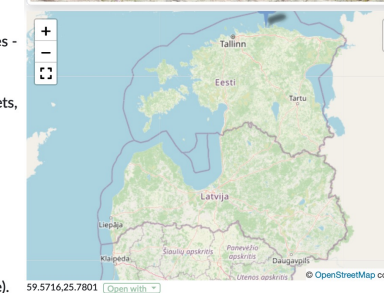 +
es -
Tallinn
−
Eesti
Tartu
ets,
Latvija
Liepāja
Klaipėda
Šiaulių apskritis
Panevėžio
apskritis
Daugavpils
Utenos apskritis
© OpenStreetMap co
e).
59.5716,25.7801 Open with